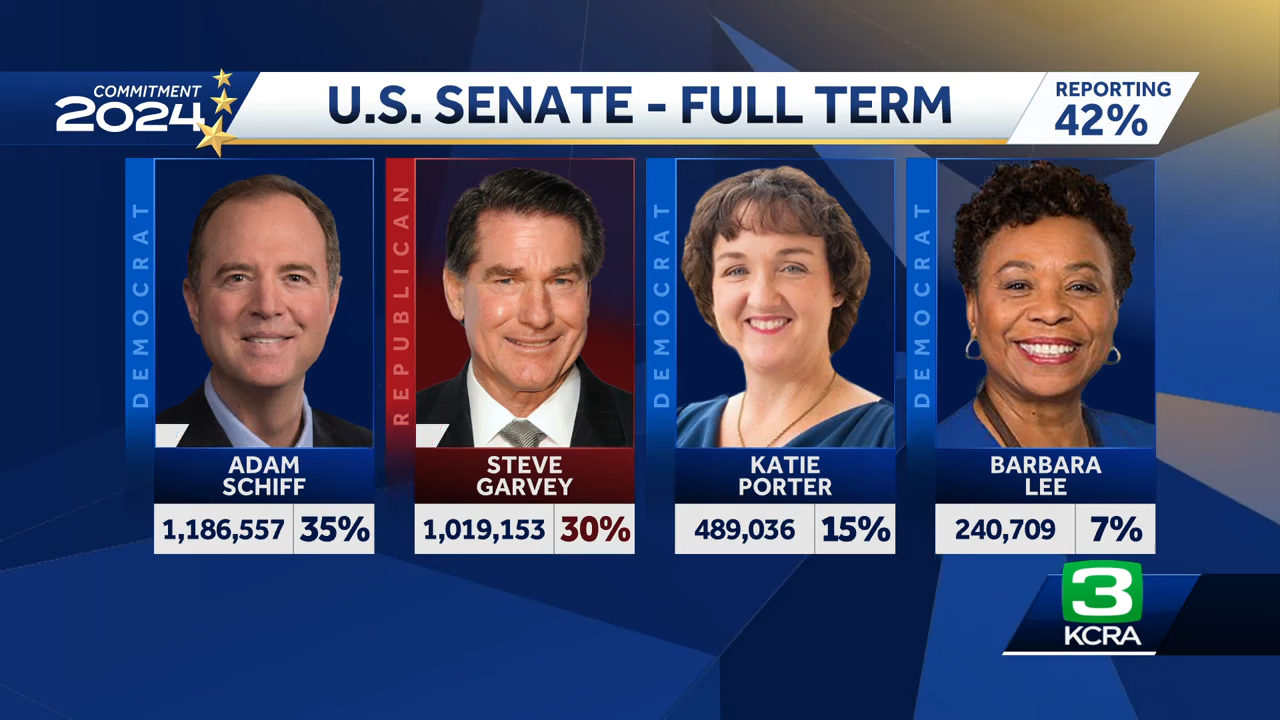 COMMITMENT
2024
U.S. SENATE - FULL TERM
REPORTING
42%
DEMOCRAT
REPUBLICAN
DEMOCRAT
DEMOCRAT
ADAM
SCHIFF
1,186,557 35%
STEVE
GARVEY
1,019,153 30%
KATIE
PORTER
489,036 15%
BARBARA
LEE
240,709 7%
3
KCRA